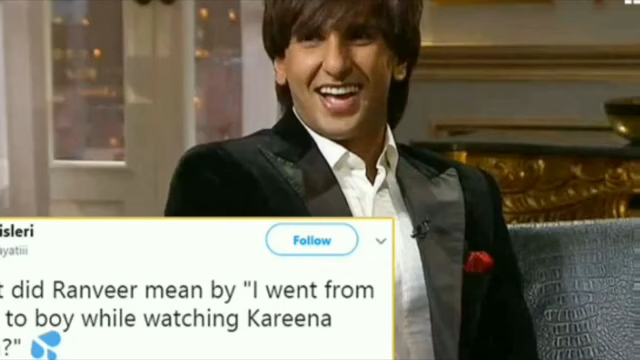 isleri
Follow
ayatiii
t did Ranveer mean by "I went from
to boy while watching Kareena
?"